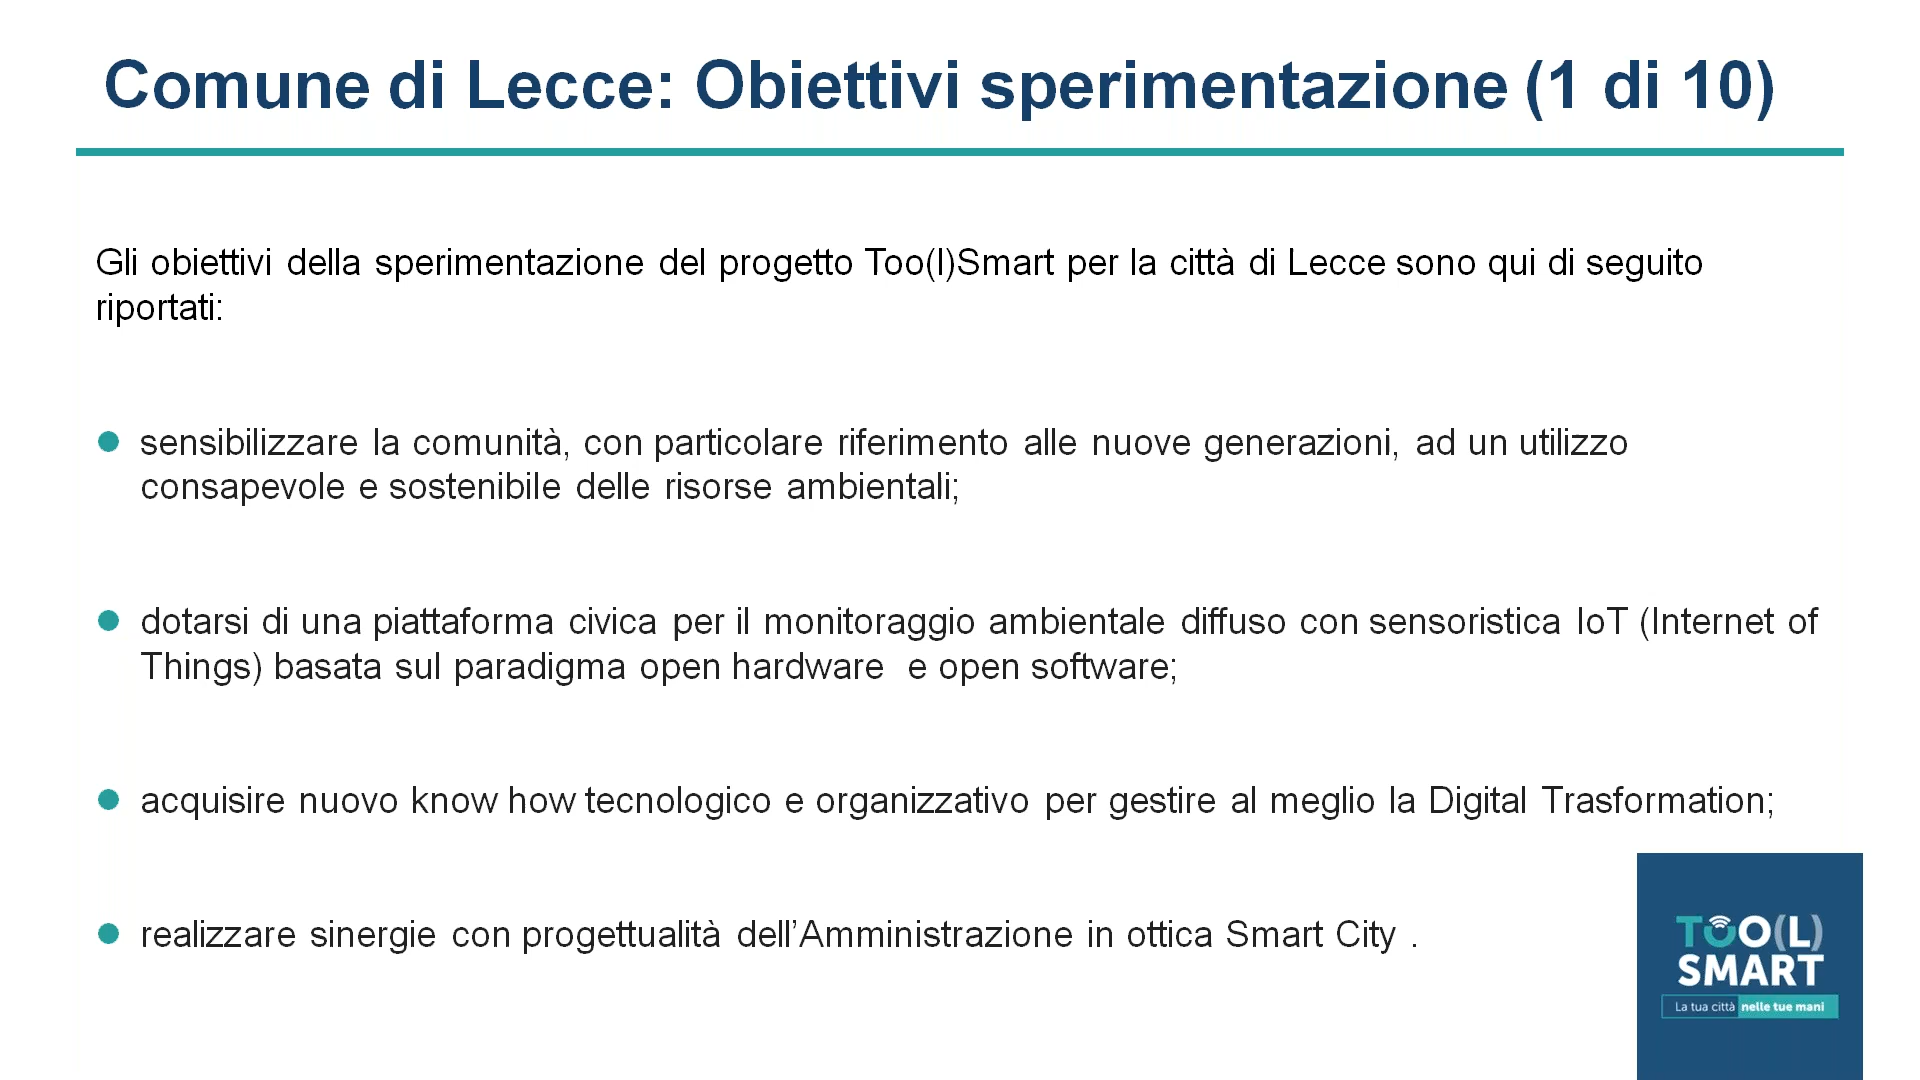 Comune di Lecce: Obiettivi sperimentazione (1 di 10)
Gli obiettivi della sperimentazione del progetto Too(l)Smart per la città di Lecce sono qui di seguito
riportati:
sensibilizzare la comunità, con particolare riferimento alle nuove generazioni, ad un utilizzo
consapevole e sostenibile delle risorse ambientali;
dotarsi di una piattaforma civica per il monitoraggio ambientale diffuso con sensoristica IoT (Internet of
Things) basata sul paradigma open hardware e open software;
acquisire nuovo know how tecnologico e organizzativo per gestire al meglio la Digital Trasformation;
realizzare sinergie con progettualità dell’Amministrazione in ottica Smart City .
TOO(L)
SMART
La tua città nelle tue mani